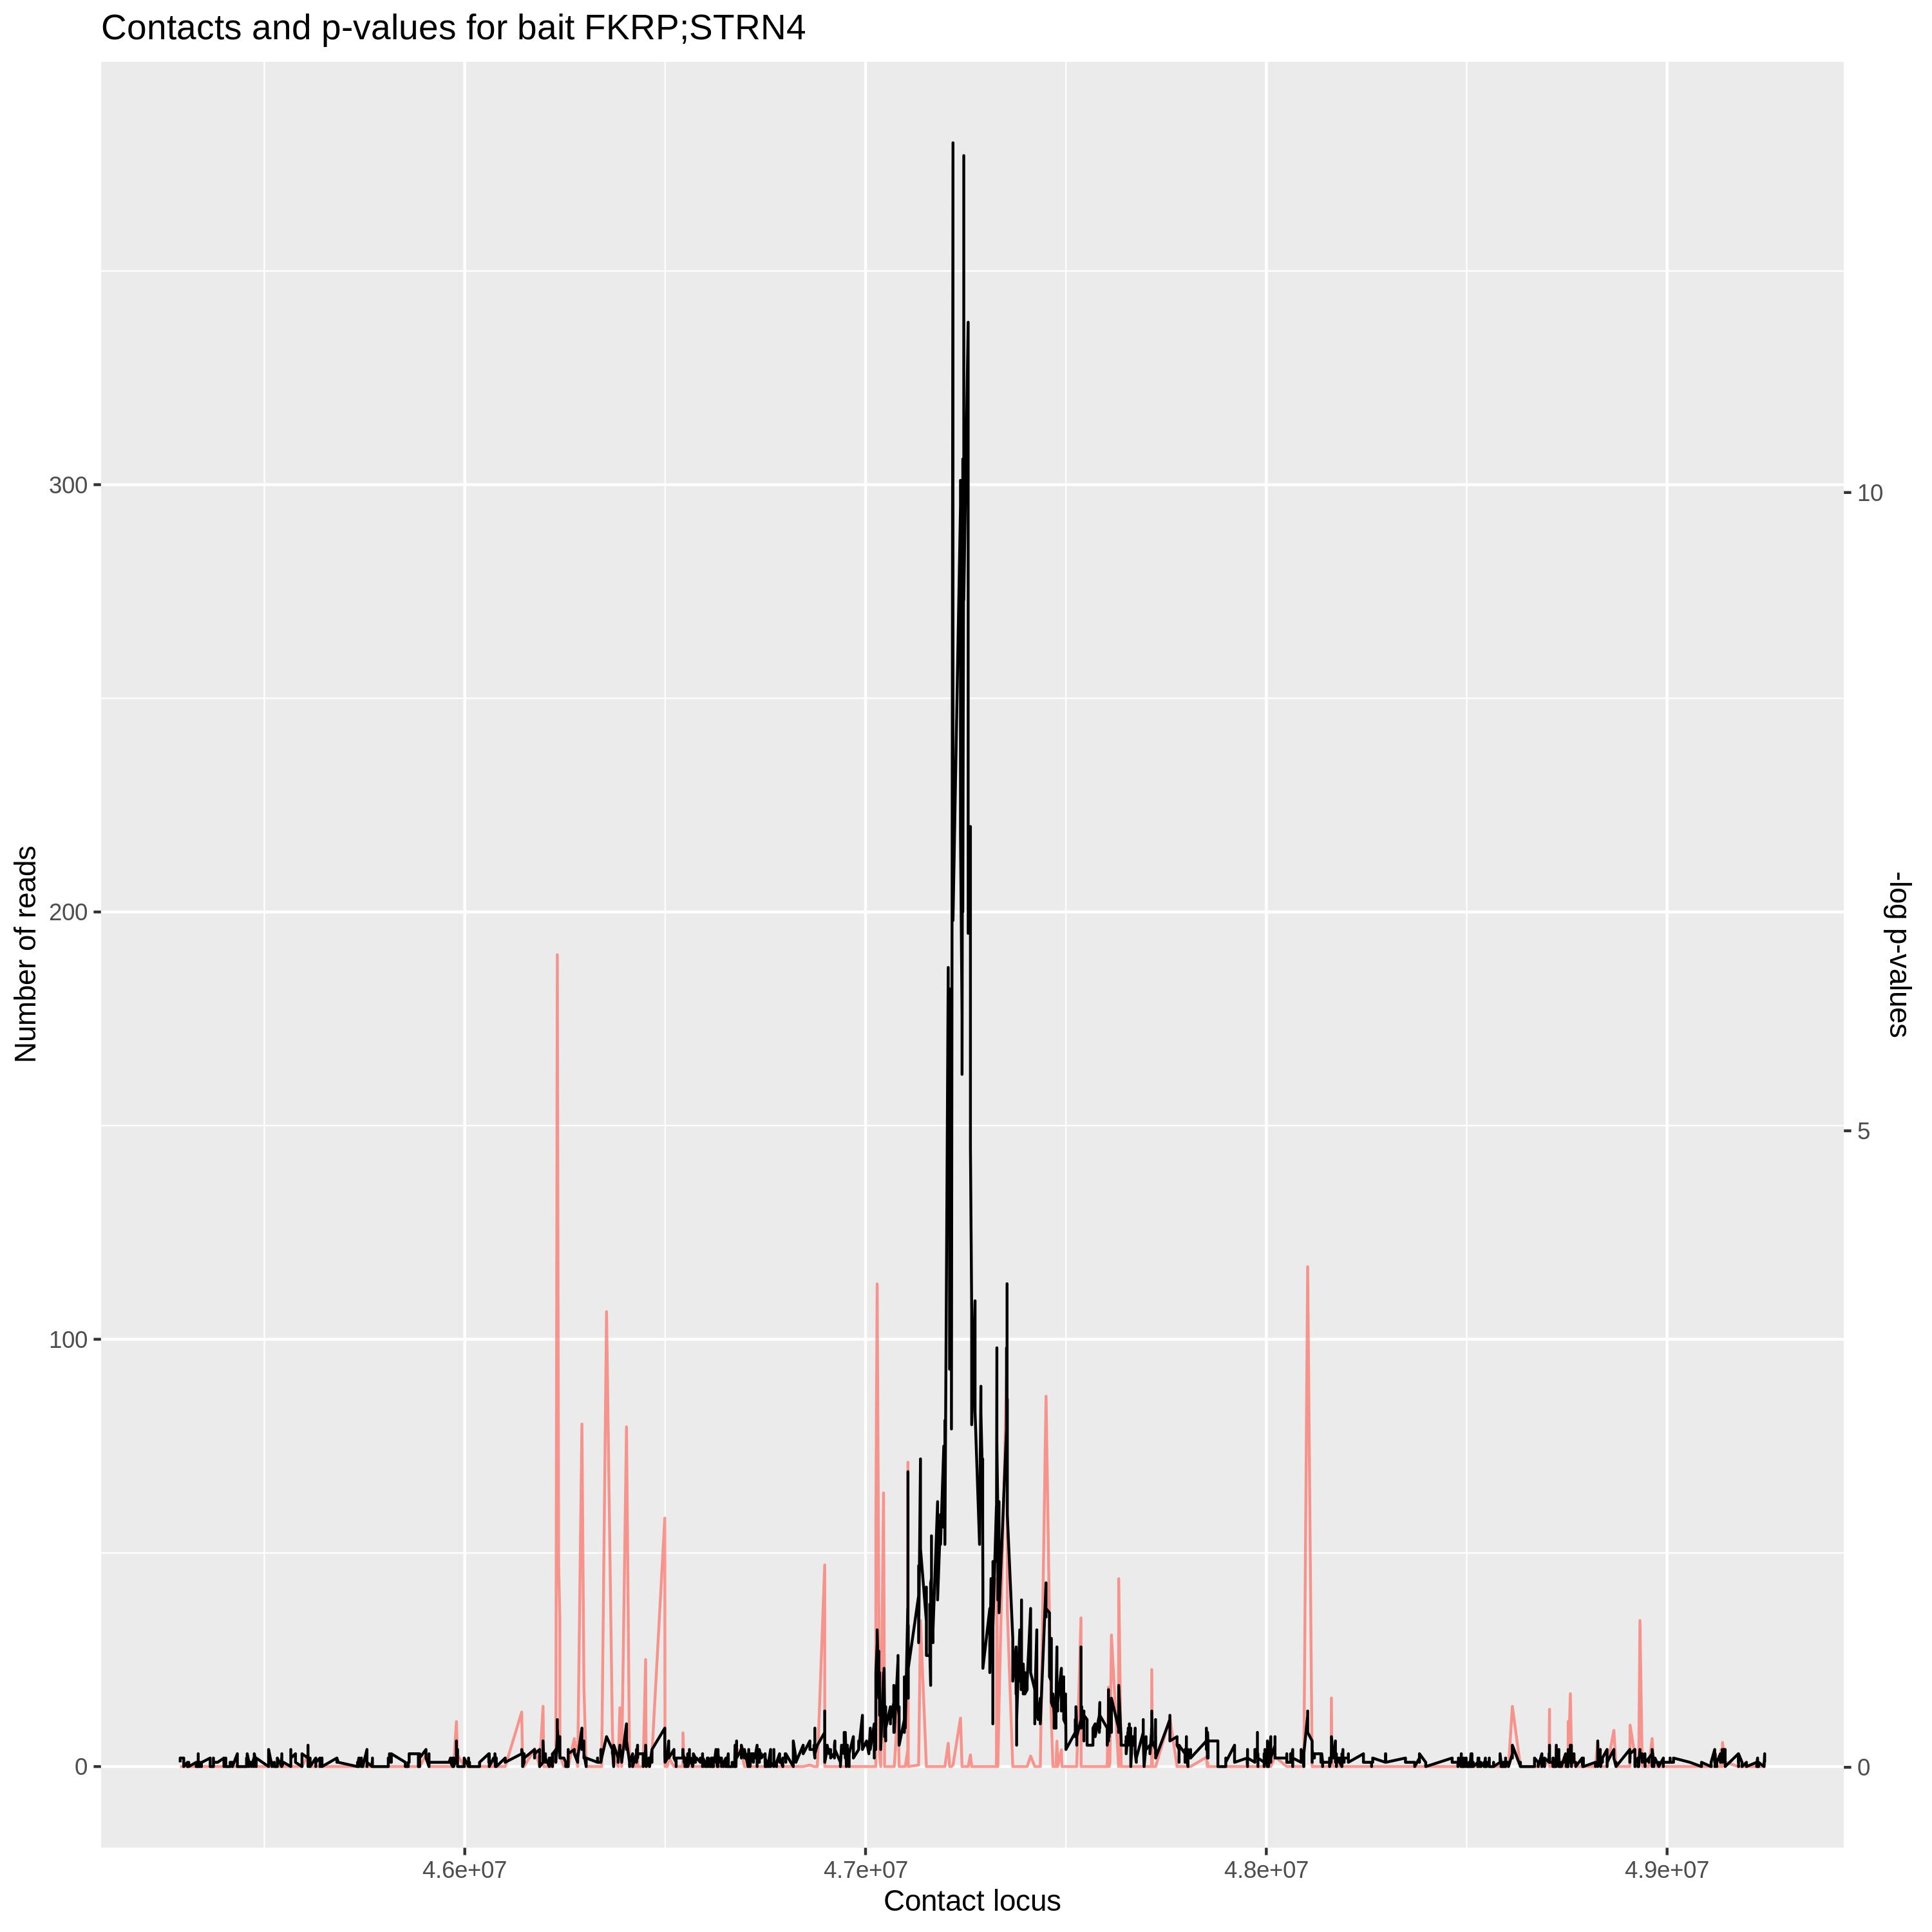 Contacts and p-values for bait FKRP;STRN4
300
200
100
0
Number of reads
10
5
0
-log p-values
4.6e+07
4.7e+07
4.8e+07
4.9e+07
Contact locus